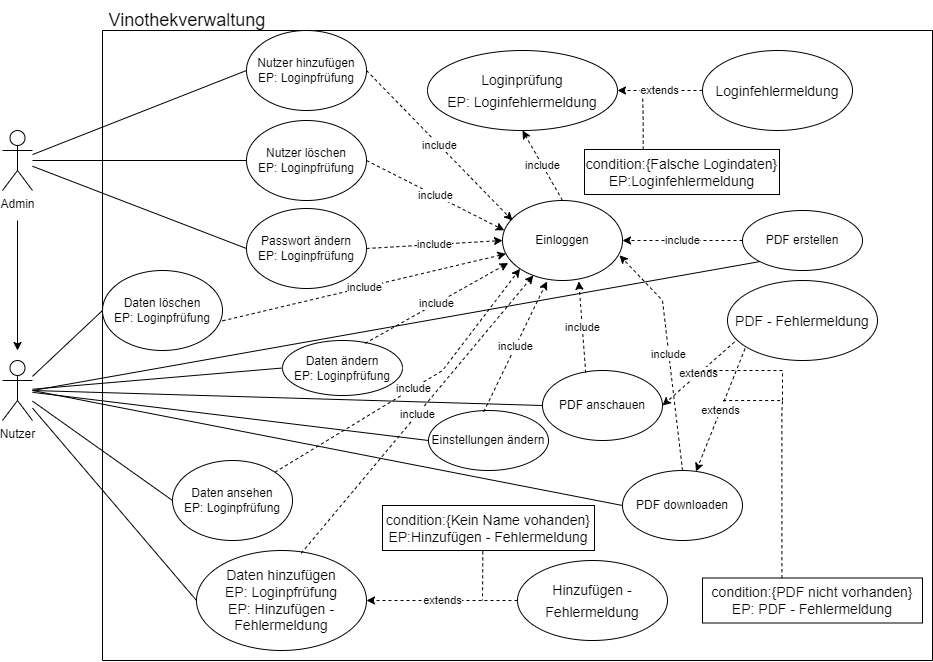 Vinothekverwaltung
Nutzer hinzufügen
EP: Loginpfrüfung
Loginprüfung
EP: Loginfehlermeldung
extends
Loginfehlermeldung
include
include
condition:{Falsche Logindaten}
EP:Loginfehlermeldung
Nutzer löschen
EP: Loginpfrüfung
include
Admin
Passwort ändern
EP: Loginpfrüfung
include
Einloggen
include
PDF erstellen
Daten löschen
EP: Loginpfrüfung
include
include
include
PDF - Fehlermeldung
include
Daten ändern
EP: Loginpfrüfung
include
include
extends
extends
include
PDF anschauen
Nutzer
Einstellungen ändern
Daten ansehen
EP: Loginpfrüfung
PDF downloaden
condition:{Kein Name vohanden}
EP:Hinzufügen - Fehlermeldung
Daten hinzufügen
EP: Loginpfrüfung
EP: Hinzufügen -
Fehlermeldung
extends
Hinzufügen -
Fehlermeldung
condition:{PDF nicht vorhanden}
EP: PDF - Fehlermeldung